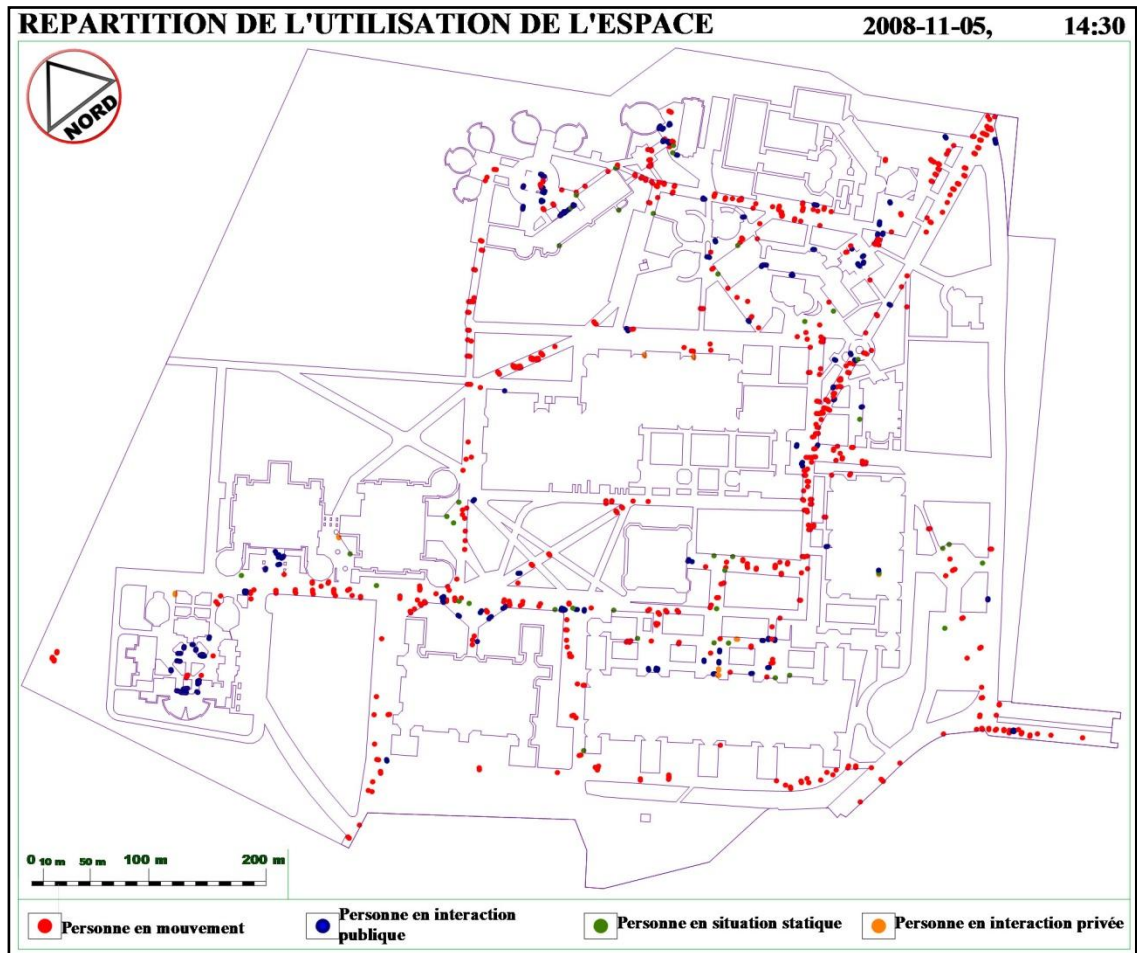 REPARTITION DE L'UTILISATION DE L'ESPACE 2008-11-05, 14:30
NORD
0 10 m 50 m 100 m 200 m
Personne en mouvement
Personne en interaction
publique
Personne en situation statique
Personne en interaction privée